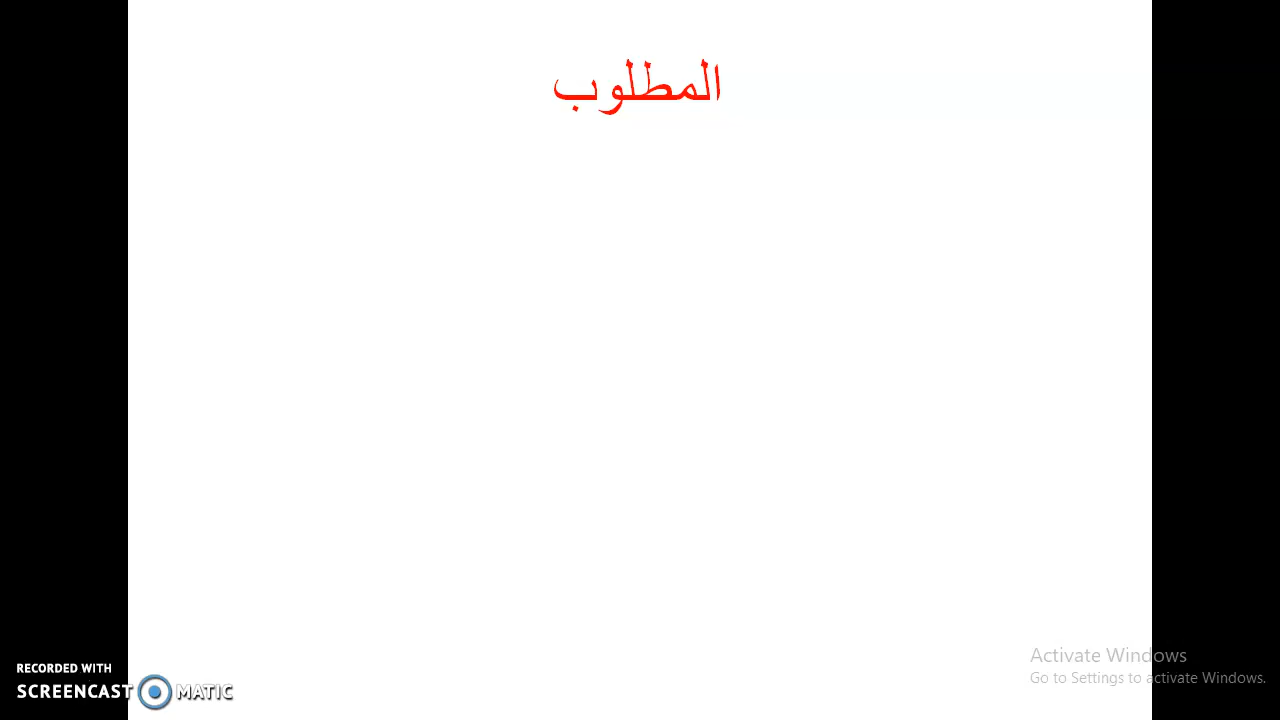 المطلوب
Activate Windows
Go to Settings to activate Windows.
RECORDED WITH
SCREENCAST MATIC